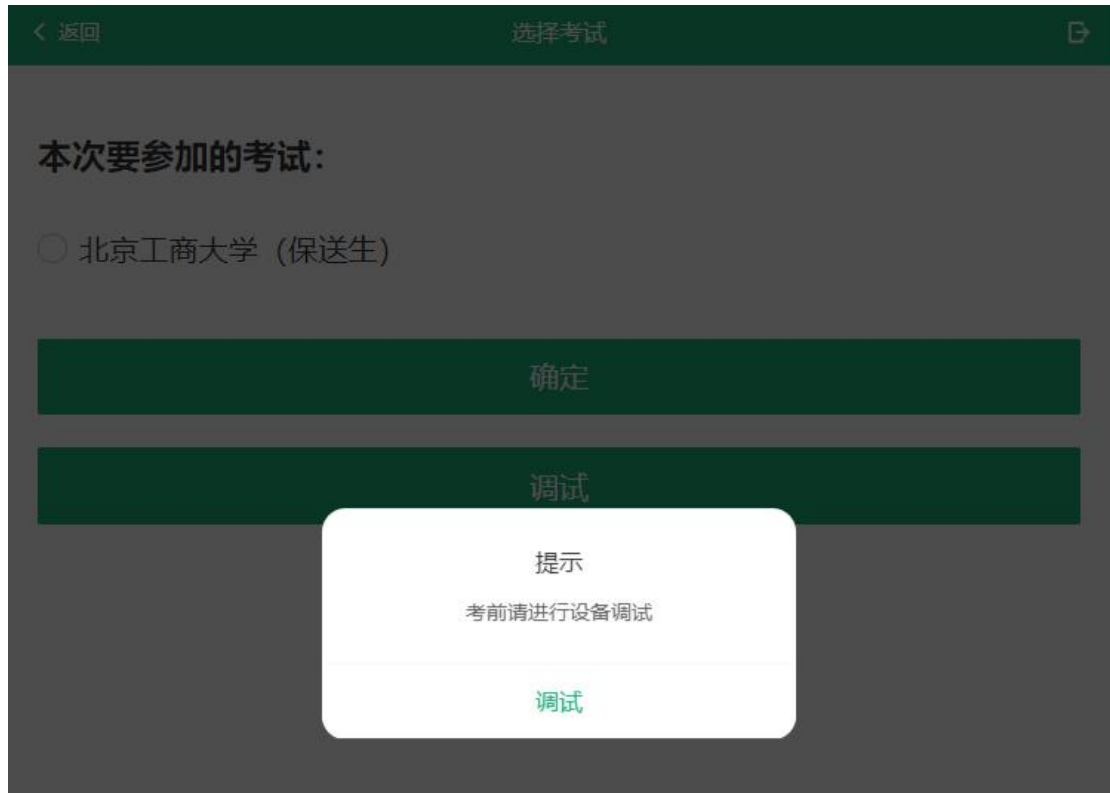 返回
选择考试
本次要参加的考试：
北京工商大学（保送生）
确定
调试
提示
考前请进行设备调试
调试